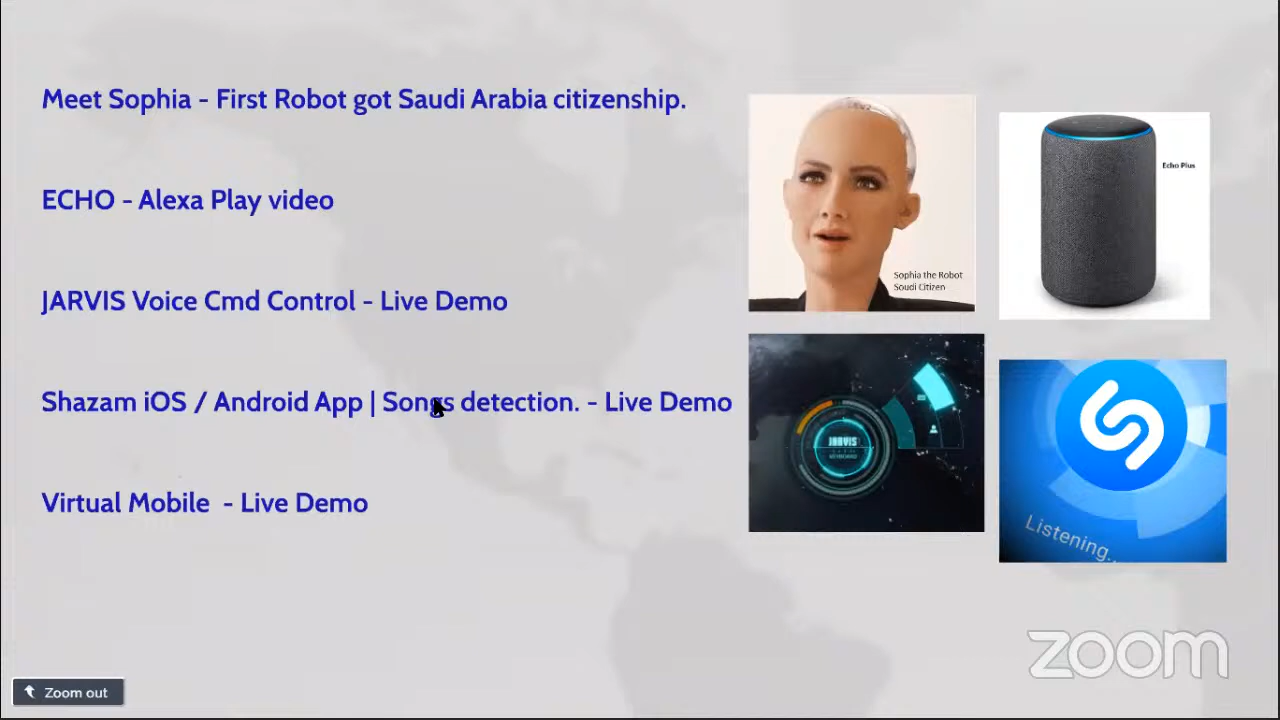 Meet Sophia - First Robot got Saudi Arabia citizenship.
ECHO - Alexa Play video
JARVIS Voice Cmd Control - Live Demo
Shazam iOS / Android App | Songs detection. - Live Demo
Virtual Mobile - Live Demo
Sophia the Robot
Soudi Citizen
Echo Plus
JARVIS
Listening...
zoom
Zoom out